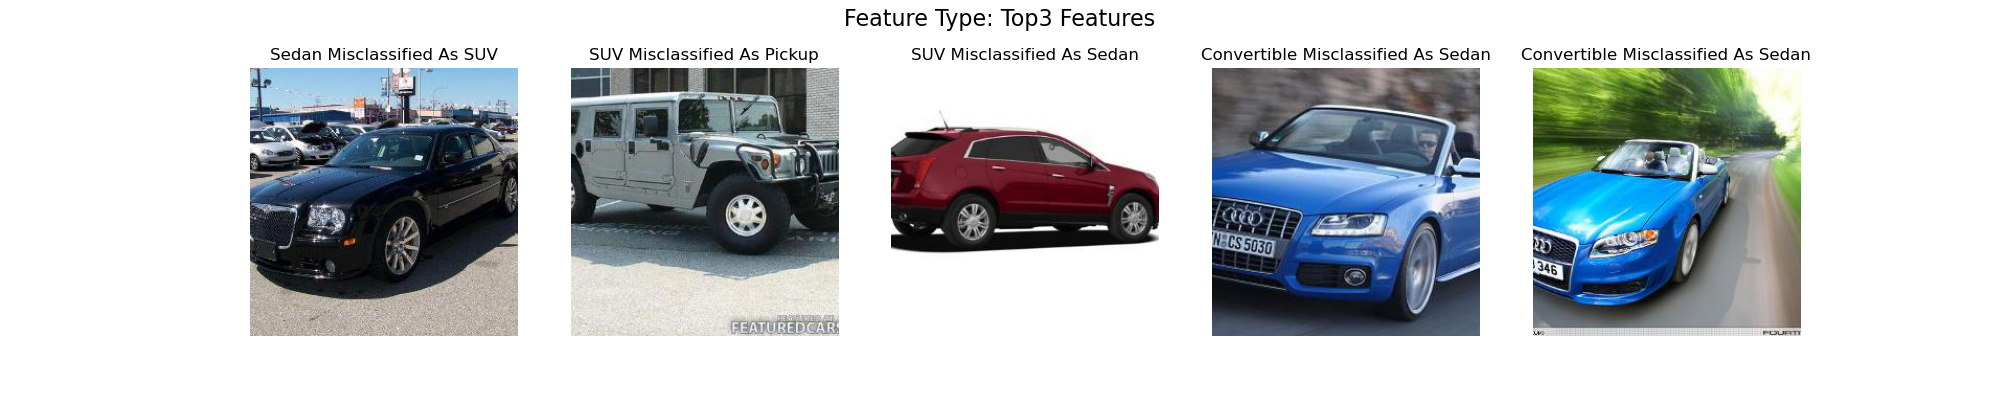 Feature Type: Top3 Features
Sedan Misclassified As SUV
SUV Misclassified As Pickup
SUV Misclassified As Sedan
Convertible Misclassified As Sedan
Convertible Misclassified As Sedan
N CS 5030
346
FEATUREDCARS
FOURTI